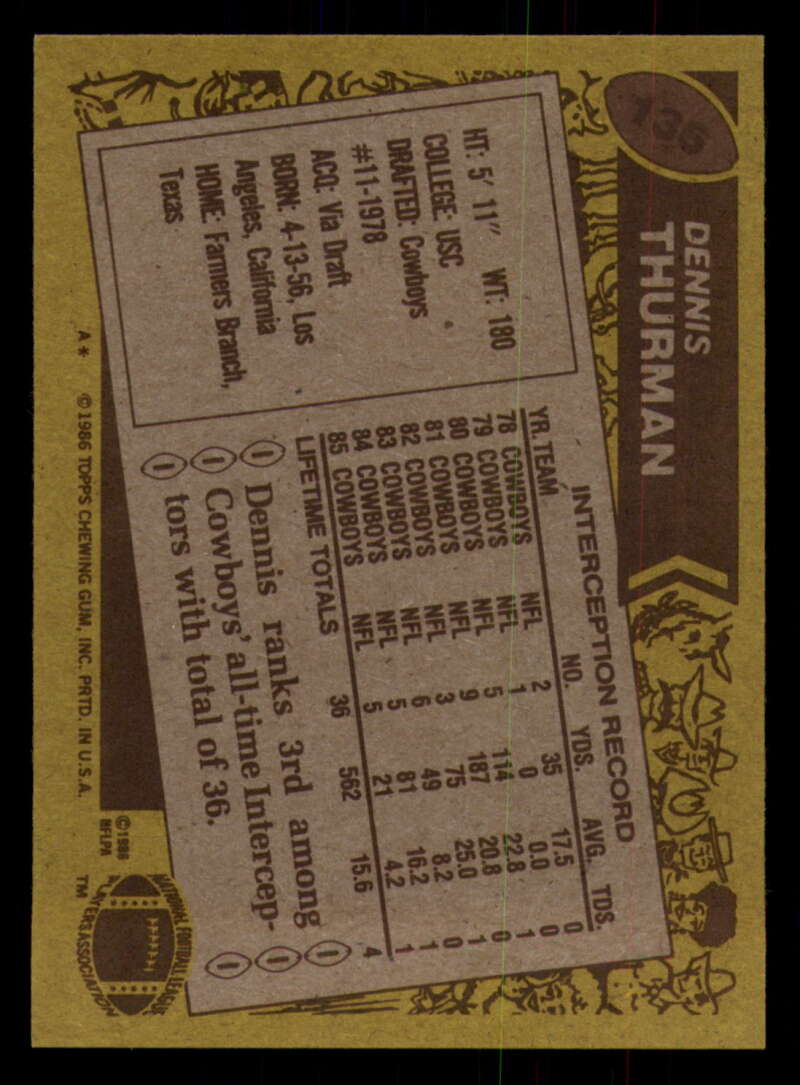 135
DENNIS
THURMAN
HT: 5' 11" WT: 180
COLLEGE: USC
DRAFTED: Cowboys
#11-1978
ACQ: Via Draft
BORN: 4-13-56, Los
Angeles, California
HOME: Farmers Branch,
Texas
INTERCEPTION RECORD
YR. TEAM NO. YDS. AVG. TDS.
78 COWBOYS NFL 2 35 17.5 0
79 COWBOYS NFL 1 0 0.0 0
80 COWBOYS NFL 5 114 22.8 1
81 COWBOYS NFL 9 187 20.8 0
82 COWBOYS NFL 3 75 25.0 1
83 COWBOYS NFL 6 49 8.2 0
84 COWBOYS NFL 5 81 16.2 1
85 COWBOYS NFL 5 21 4.2 1
LIFETIME TOTALS 36 562 15.6 4
Dennis ranks 3rd among
Cowboys' all-time Intercep-
tors with total of 36.
A* © 1986 TOPPS CHEWING GUM, INC. PRTD. IN U.S.A.
© 1986
NFLPA
NATIONAL FOOTBALL LEAGUE
PLAYERS ASSOCIATION
TM